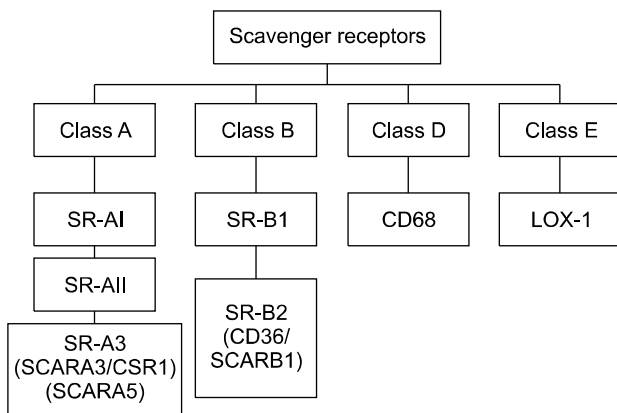 Scavenger receptors
Class A
Class B
Class D
Class E
SR-AI
SR-B1
CD68
LOX-1
SR-AII
SR-B2
(CD36/
SCARB1)
SR-A3
(SCARA3/CSR1)
(SCARA5)